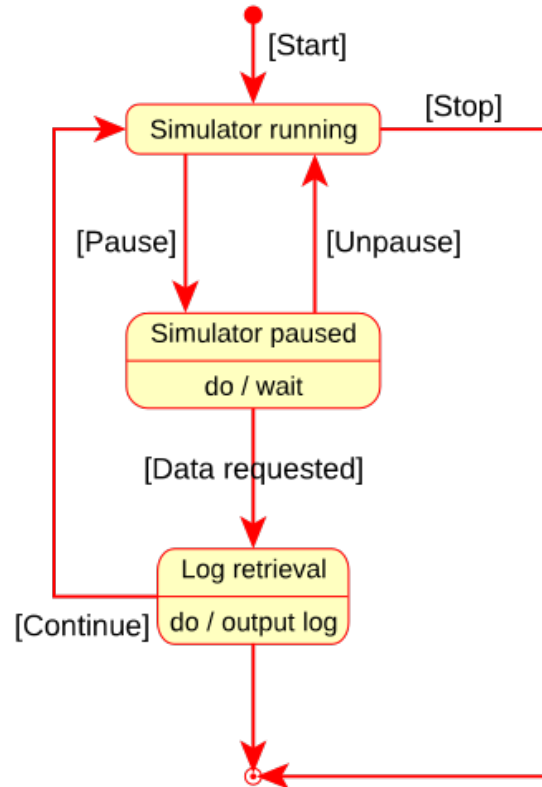 [Start]
Simulator running
[Stop]
[Pause]
[Unpause]
Simulator paused
do / wait
[Data requested]
Log retrieval
do / output log
[Continue]